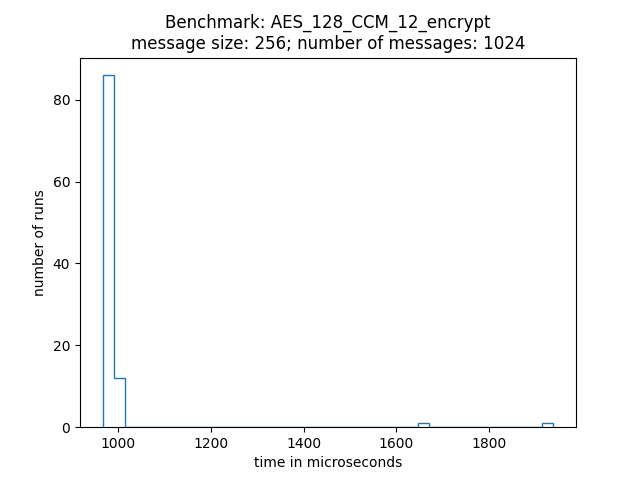 Benchmark: AES_128_CCM_12_encrypt
message size: 256; number of messages: 1024
80
60
40
20
0
number of runs
1000 1200 1400 1600 1800
time in microseconds